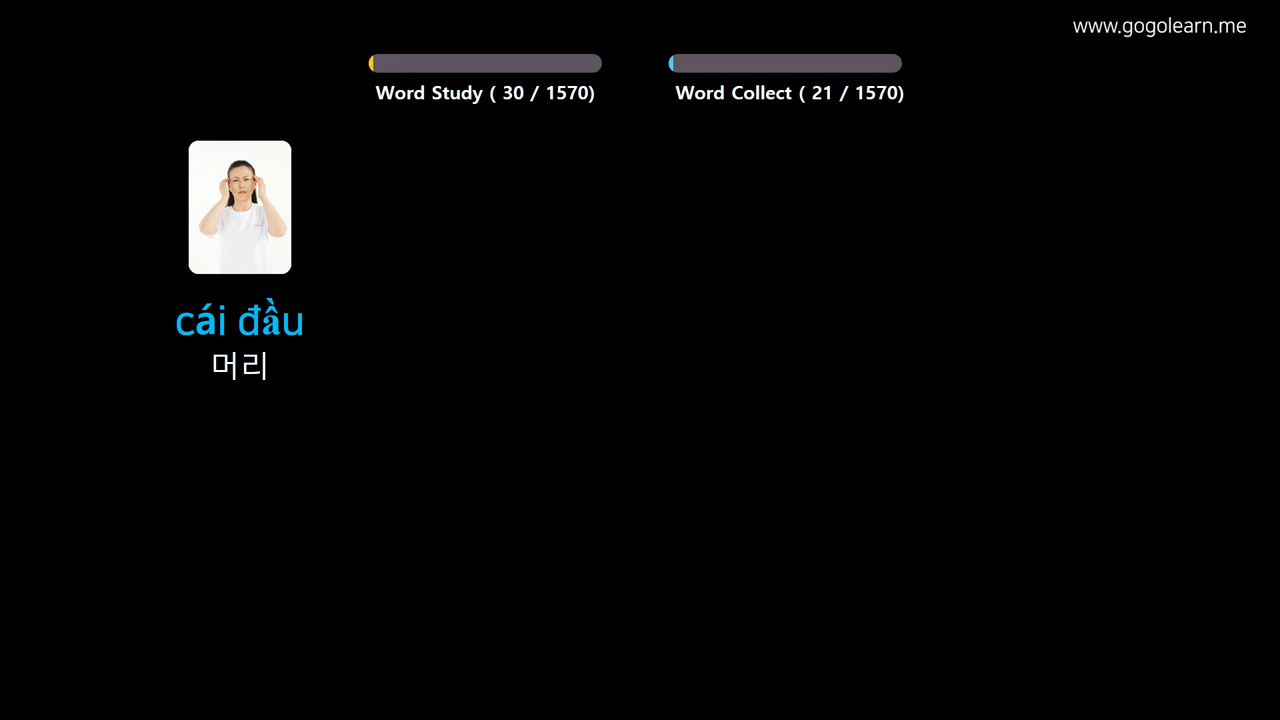 www.gogolearn.me
Word Study ( 30 / 1570)
Word Collect ( 21 / 1570)
cái đầu
머리